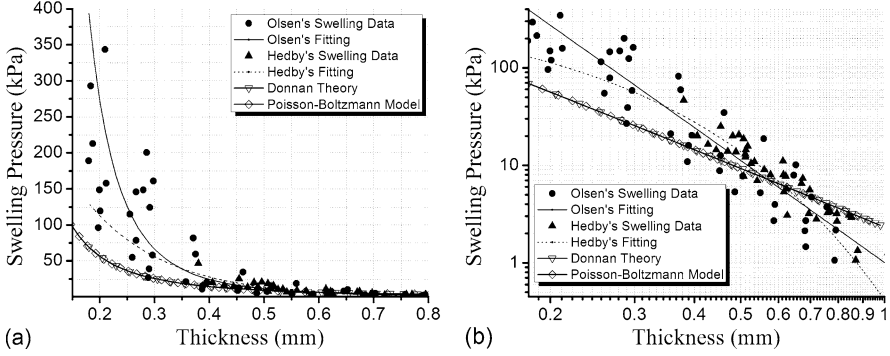 Swelling Pressure (kPa)
400
350
300
250
200
150
100
50
Olsen's Swelling Data
Olsen's Fitting
Hedby's Swelling Data
Hedby's Fitting
Donnan Theory
Poisson-Boltzmann Model
0.2 0.3 0.4 0.5 0.6 0.7 0.8
(a) Thickness (mm)
Swelling Pressure (kPa)
100
10
1
Olsen's Swelling Data
Olsen's Fitting
Hedby's Swelling Data
Hedby's Fitting
Donnan Theory
Poisson-Boltzmann Model
0.2 0.3 0.4 0.5 0.6 0.7 0.8 0.9 1
(b) Thickness (mm)